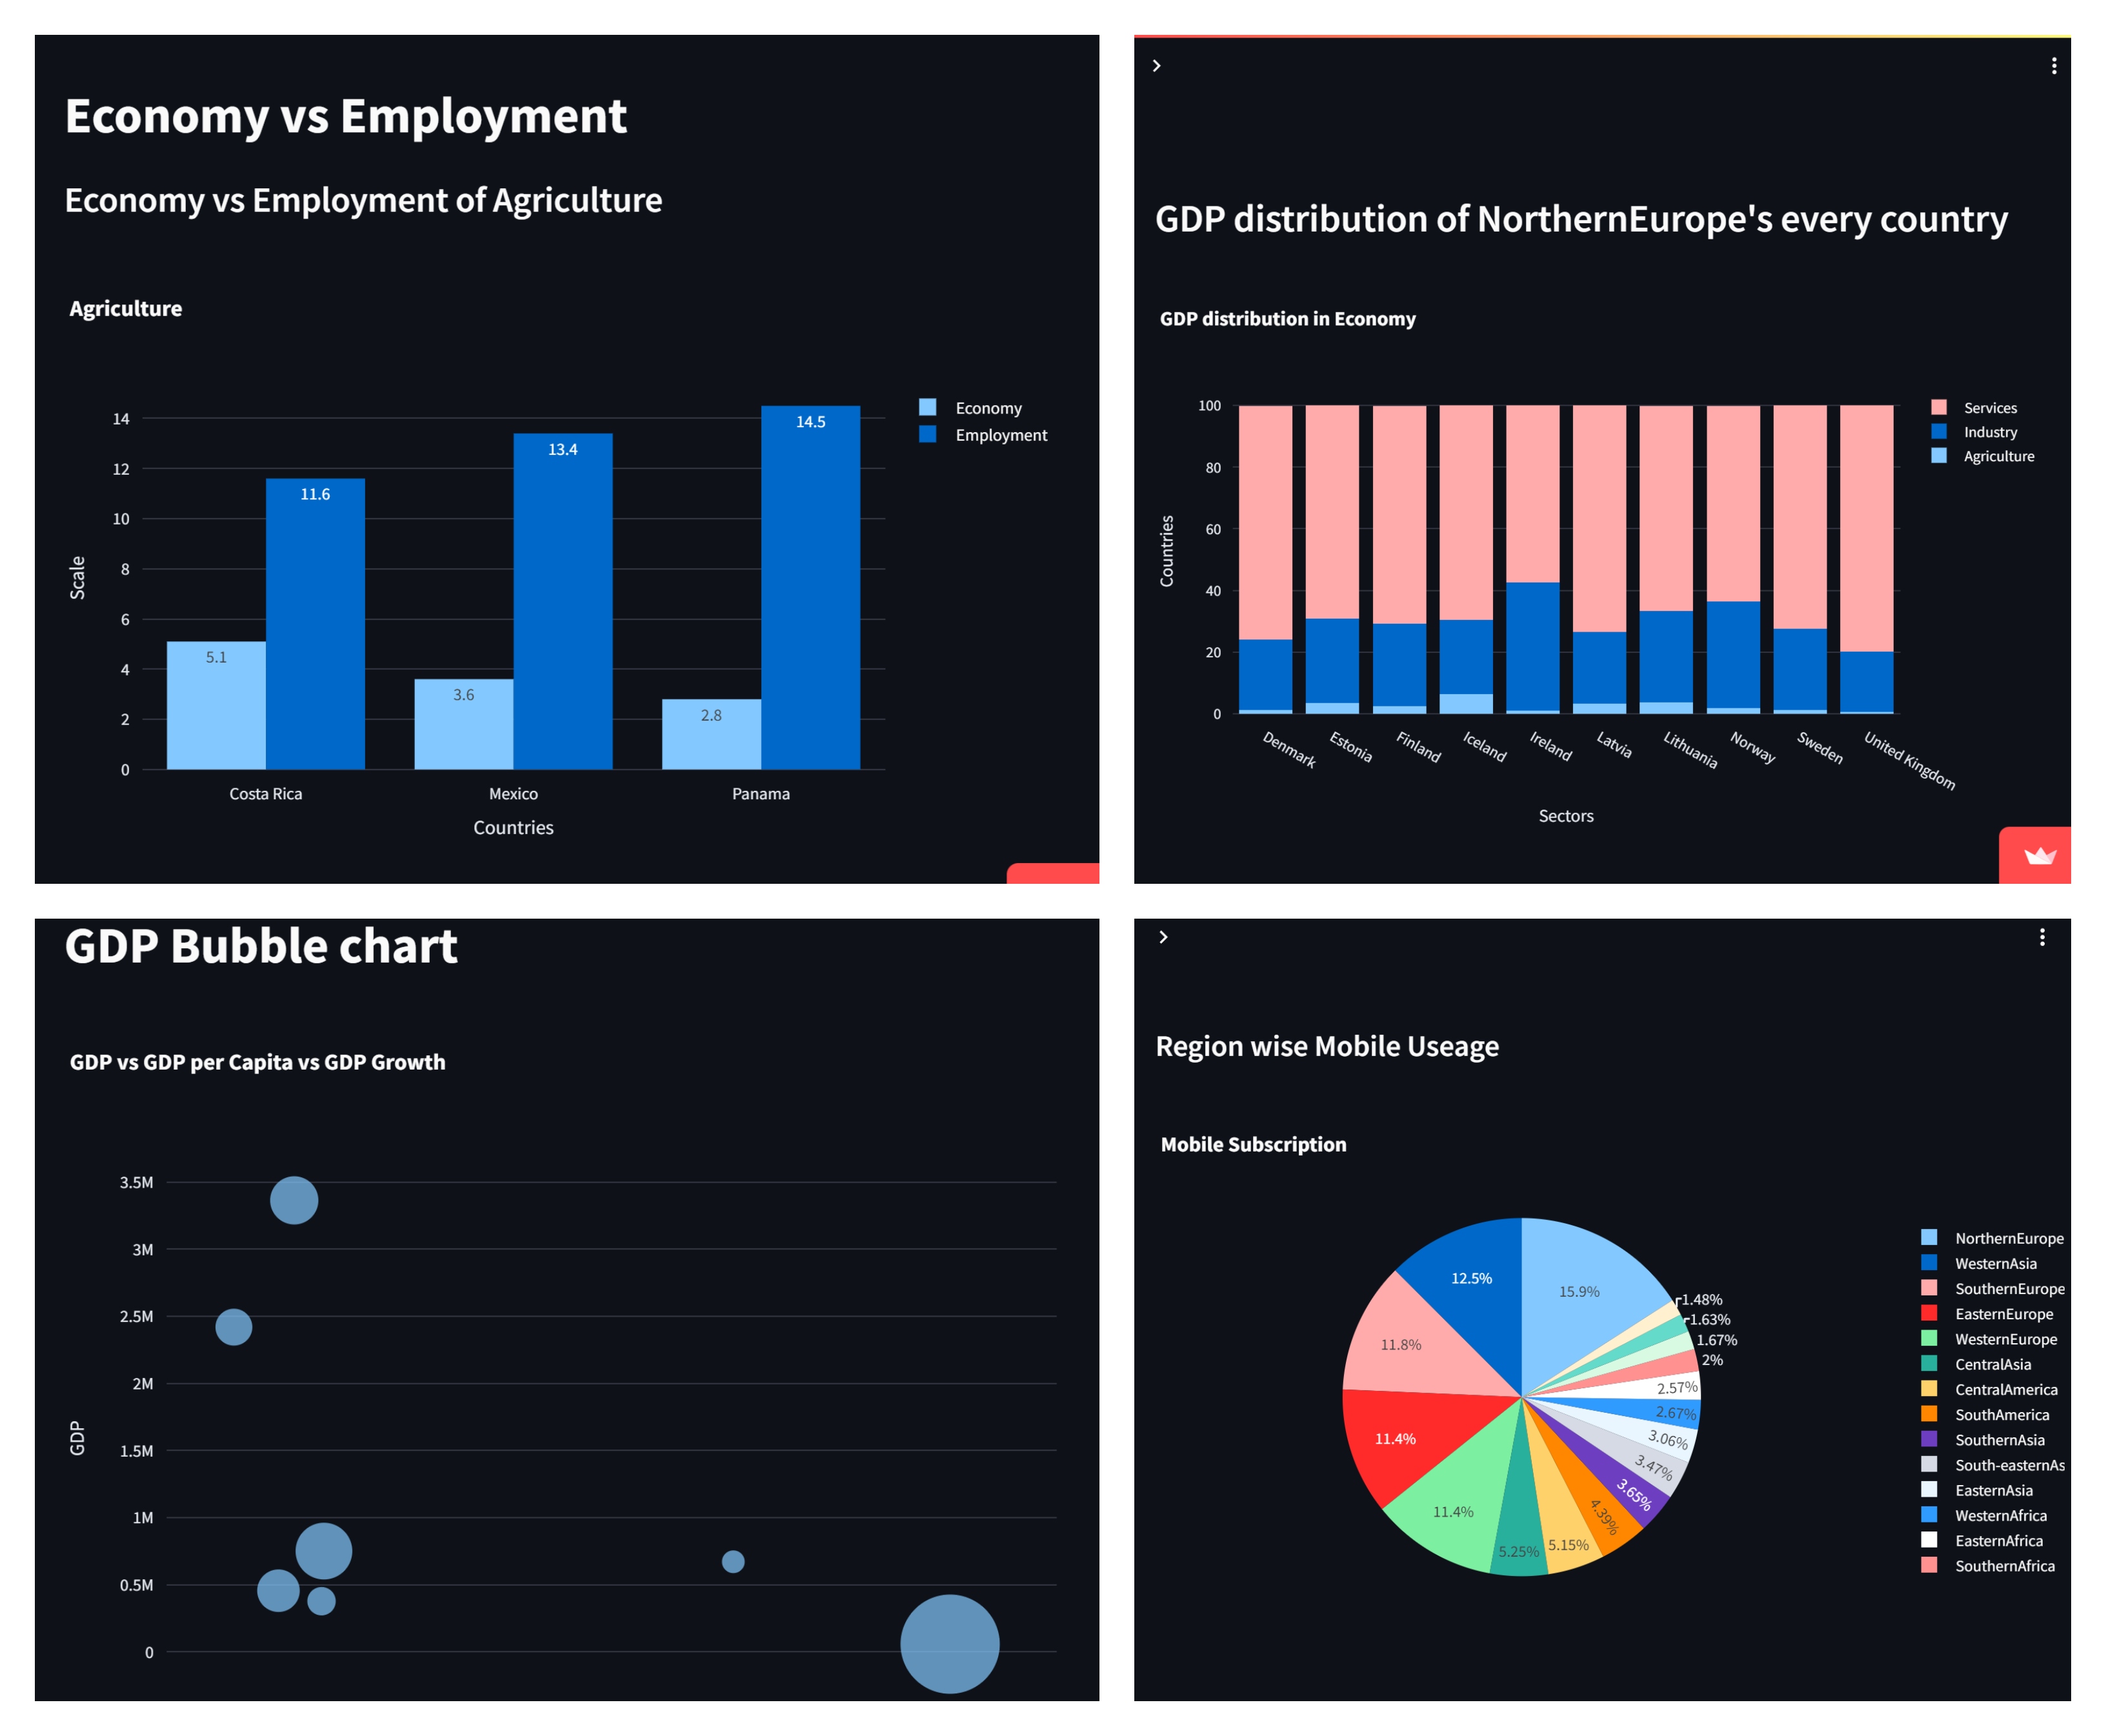 Economy vs Employment
Economy vs Employment of Agriculture
Agriculture
14
12
10
8
6
4
2
0
Scale
5.1
11.6
3.6
13.4
2.8
14.5
Costa Rica
Mexico
Panama
Countries
Economy
Employment
GDP distribution of NorthernEurope's every country
GDP distribution in Economy
100
80
60
40
20
0
Countries
Denmark
Estonia
Finland
Iceland
Ireland
Latvia
Lithuania
Norway
Sweden
United Kingdom
Sectors
Services
Industry
Agriculture
GDP Bubble chart
GDP vs GDP per Capita vs GDP Growth
3.5M
3M
2.5M
2M
1.5M
1M
0.5M
0
GDP
Region wise Mobile Useage
Mobile Subscription
15.9%
1.48%
1.63%
1.67%
2%
2.57%
2.67%
3.06%
3.47%
3.65%
4.39%
5.15%
5.25%
11.4%
11.4%
11.8%
12.5%
NorthernEurope
WesternAsia
SouthernEurope
EasternEurope
WesternEurope
CentralAsia
CentralAmerica
SouthAmerica
SouthernAsia
South-easternAs
EasternAsia
WesternAfrica
EasternAfrica
SouthernAfrica